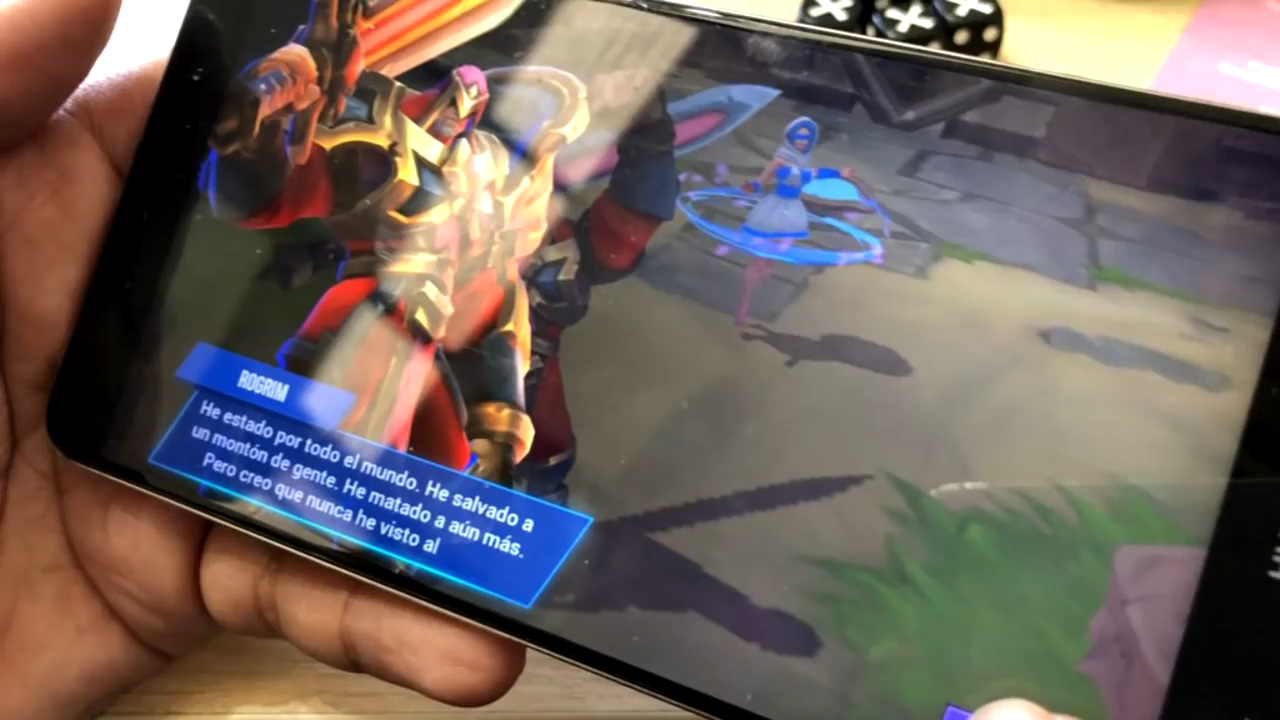 ROGRIM
He estado por todo el mundo. He salvado a
un montón de gente. He matado a aún más.
Pero creo que nunca he visto al